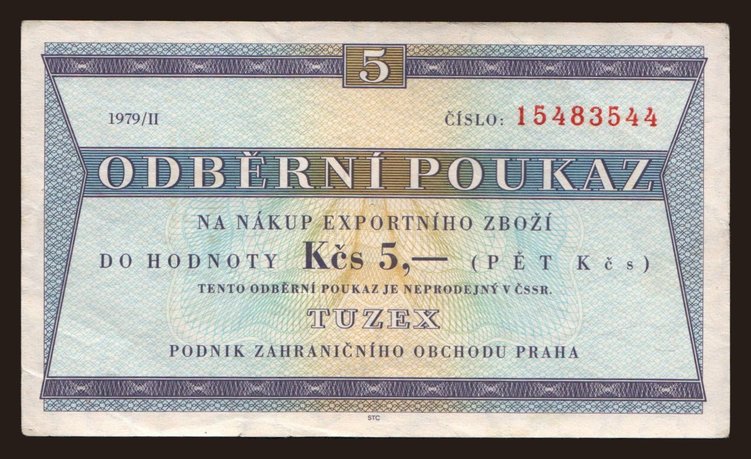 5
1979/II ČÍSLO: 15483544
ODBĚRNÍ POUKAZ
NA NÁKUP EXPORTNÍHO ZBOŽÍ
DO HODNOTY Kčs 5,— (PĚT Kčs)
TENTO ODBĚRNÍ POUKAZ JE NEPRODEJNÝ V ČSSR.
TUZEX
PODNIK ZAHRANIČNÍHO OBCHODU PRAHA
STC